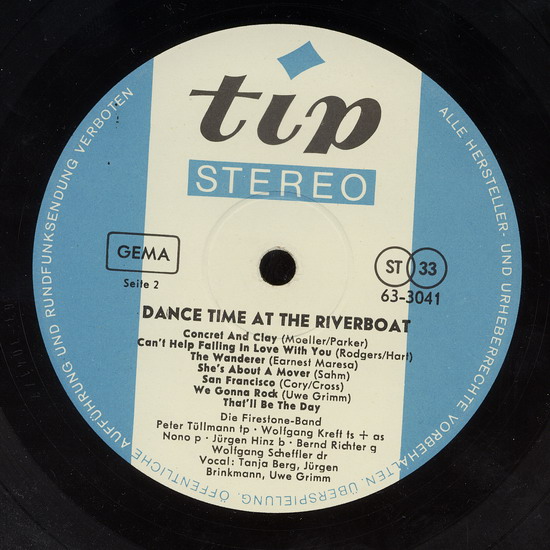 tip
STEREO
GEMA
Seite 2
ST 33
63-3041
DANCE TIME AT THE RIVERBOAT
Concret And Clay (Moeller/Parker)
Can't Help Falling In Love With You (Rodgers/Hart)
The Wanderer (Earnest Maresa)
She's About A Mover (Sahm)
San Francisco (Cory/Cross)
We Gonna Rock (Uwe Grimm)
That'll Be The Day
Die Firestone-Band
Peter Tüllmann tp · Wolfgang Kreft ts + as
Nono p · Jürgen Hinz b · Bernd Richter g
Wolfgang Scheffler dr
Vocal: Tanja Berg, Jürgen
Brinkmann, Uwe Grimm
ALLE HERSTELLER- UND URHEBERRECHTE VORBEHALTEN. ÜBERSPIELUNG, ÖFFENTLICHE AUFFÜHRUNG UND RUNDFUNKSENDUNG VERBOTEN